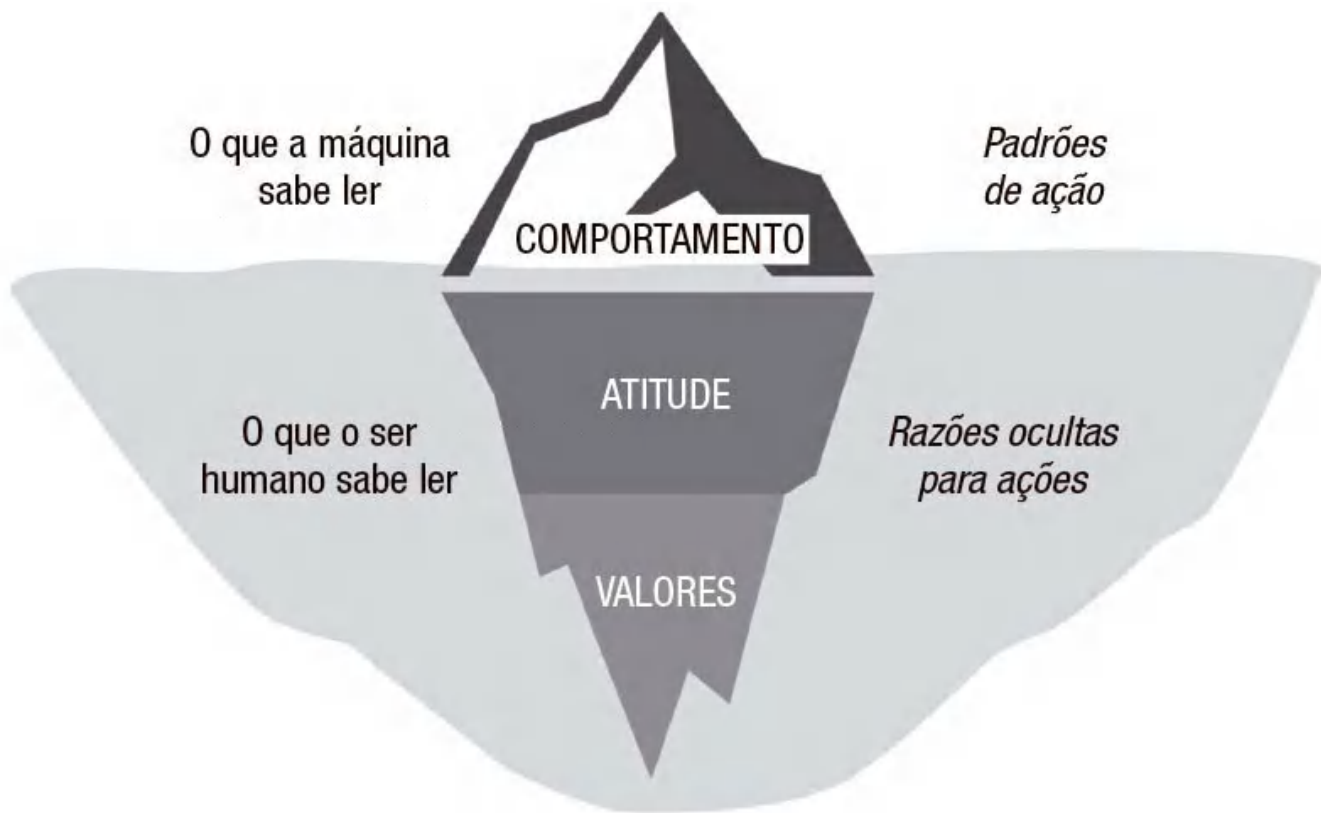 O que a máquina
sabe ler
Padrões
de ação
COMPORTAMENTO
ATITUDE
O que o ser
humano sabe ler
Razões ocultas
para ações
VALORES